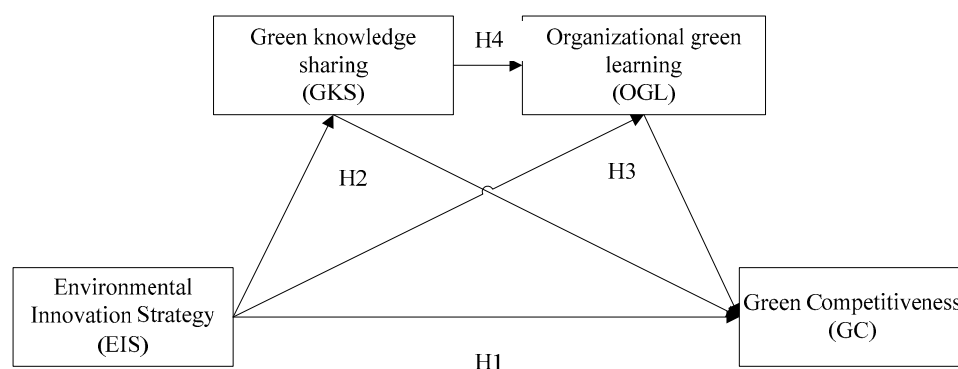 Green knowledge
sharing
(GKS)
H4
Organizational green
learning
(OGL)
H2
H3
Environmental
Innovation Strategy
(EIS)
Green Competitiveness
(GC)
H1